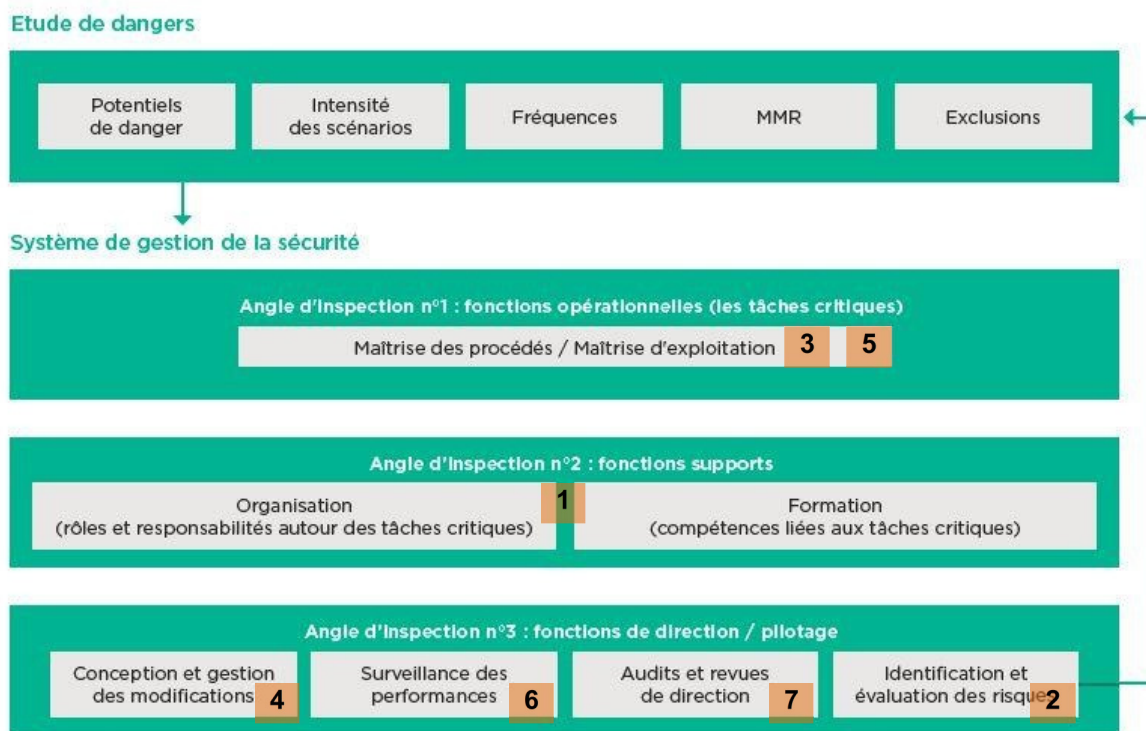 Etude de dangers
Potentiels
de danger
Intensité
des scénarios
Fréquences
MMR
Exclusions
Système de gestion de la sécurité
Angle d'Inspection n°1 : fonctions opérationnelles (les tâches critiques)
Maîtrise des procédés / Maîtrise d'exploitation 3 5
Angle d'Inspection n°2 : fonctions supports
Organisation
(rôles et responsabilités autour des tâches critiques)
1
Formation
(compétences liées aux tâches critiques)
Angle d'Inspection n°3 : fonctions de direction / pilotage
Conception et gestion
des modifications 4
Surveillance des
performances 6
Audits et revues
de direction 7
Identification et
évaluation des risques 2